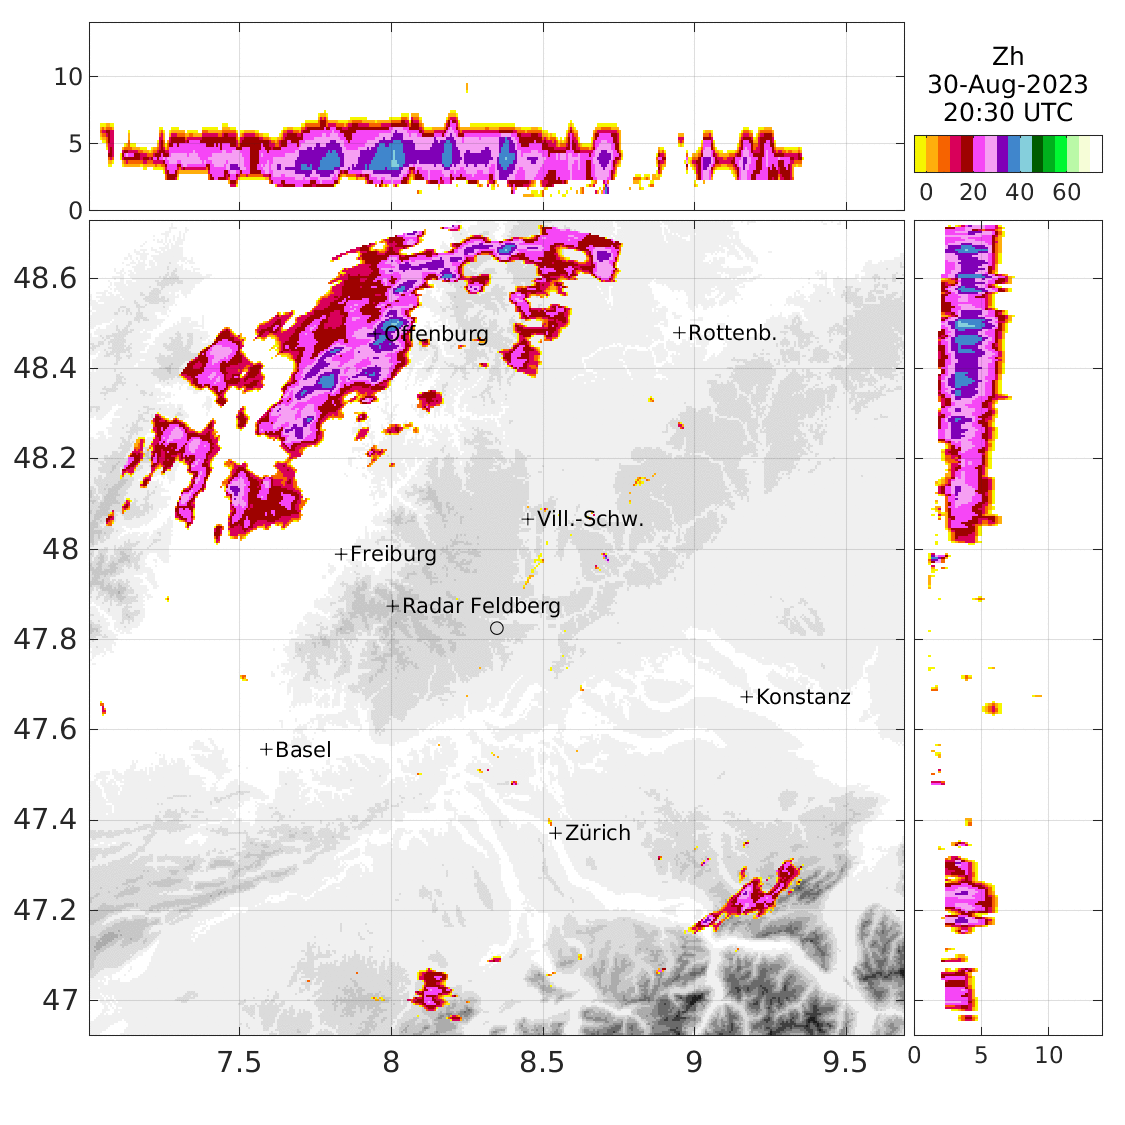 10
5
0
Zh
30-Aug-2023
20:30 UTC
0 20 40 60
48.6
48.4
48.2
48
47.8
47.6
47.4
47.2
47
Offenburg
Rottenb.
Vill.-Schw.
Freiburg
Radar Feldberg
Konstanz
Basel
Zürich
7.5 8 8.5 9 9.5
0 5 10